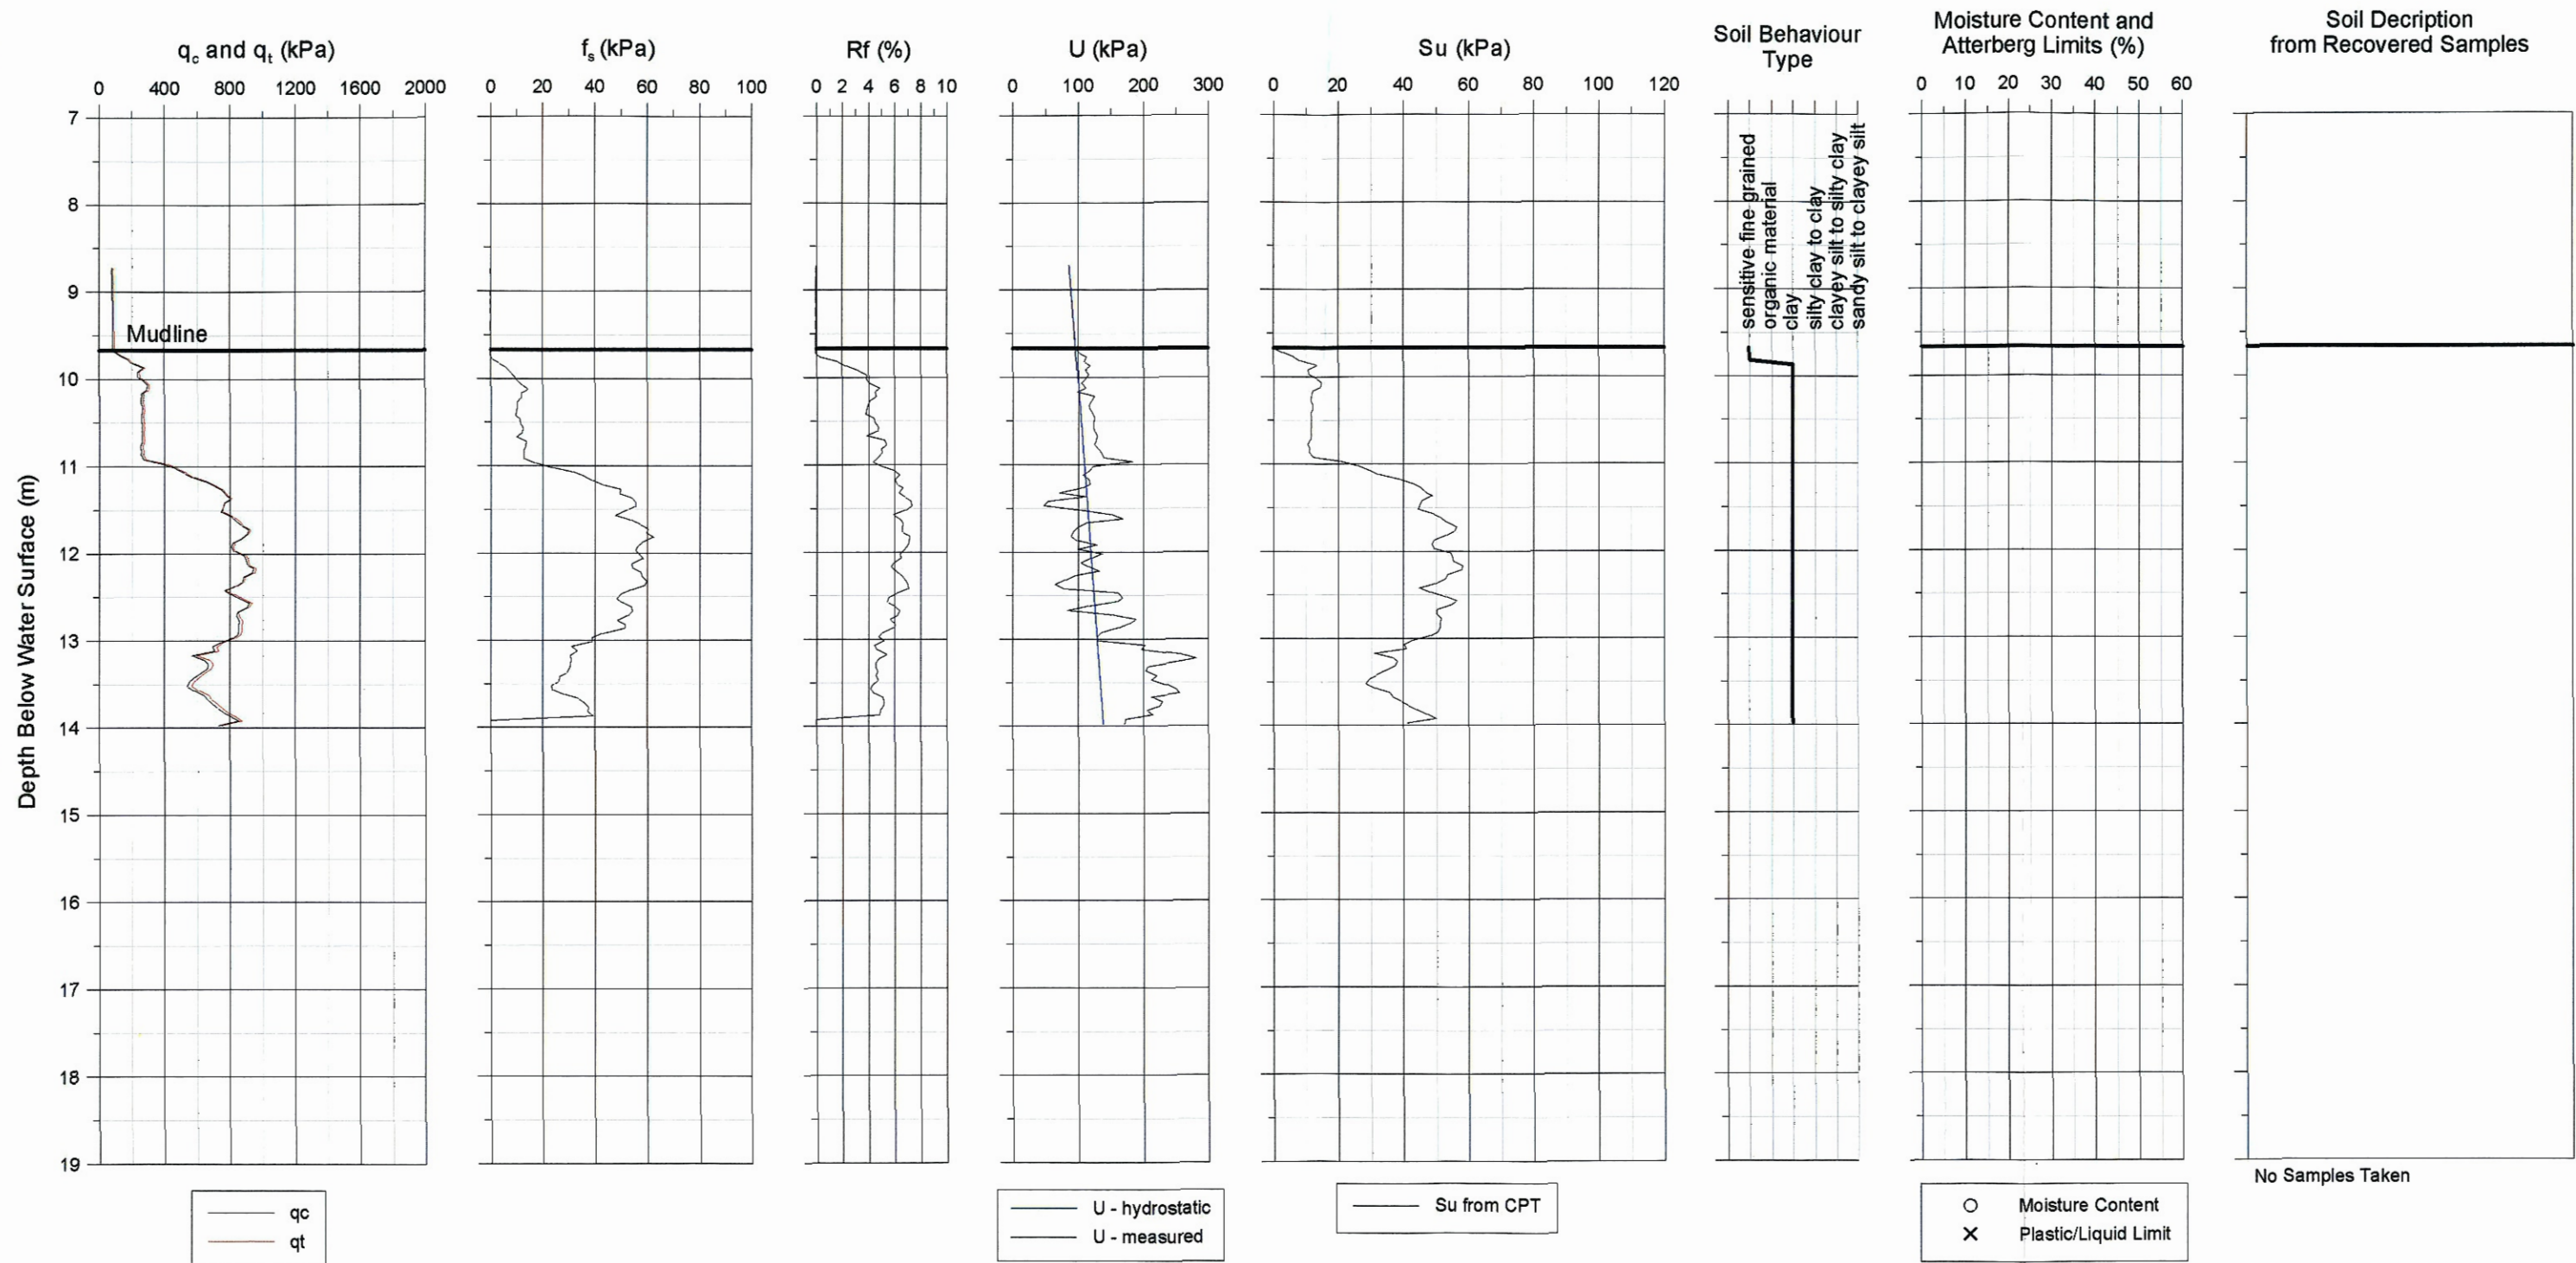 q_c and q_t (kPa)
f_s (kPa)
Rf (%)
U (kPa)
Su (kPa)
Soil Behaviour
Type
Moisture Content and
Atterberg Limits (%)
Soil Decription
from Recovered Samples
0 400 800 1200 1600 2000
0 20 40 60 80 100
0 2 4 6 8 10
0 100 200 300
0 20 40 60 80 100 120
0 10 20 30 40 50 60
sensitive fine grained
organic material
clay
silty clay to clay
clayey silt to silty clay
sandy silt to clayey silt
Depth Below Water Surface (m)
7
8
9
Mudline
10
11
12
13
14
15
16
17
18
19
No Samples Taken
qc
qt
U - hydrostatic
U - measured
Su from CPT
Moisture Content
Plastic/Liquid Limit